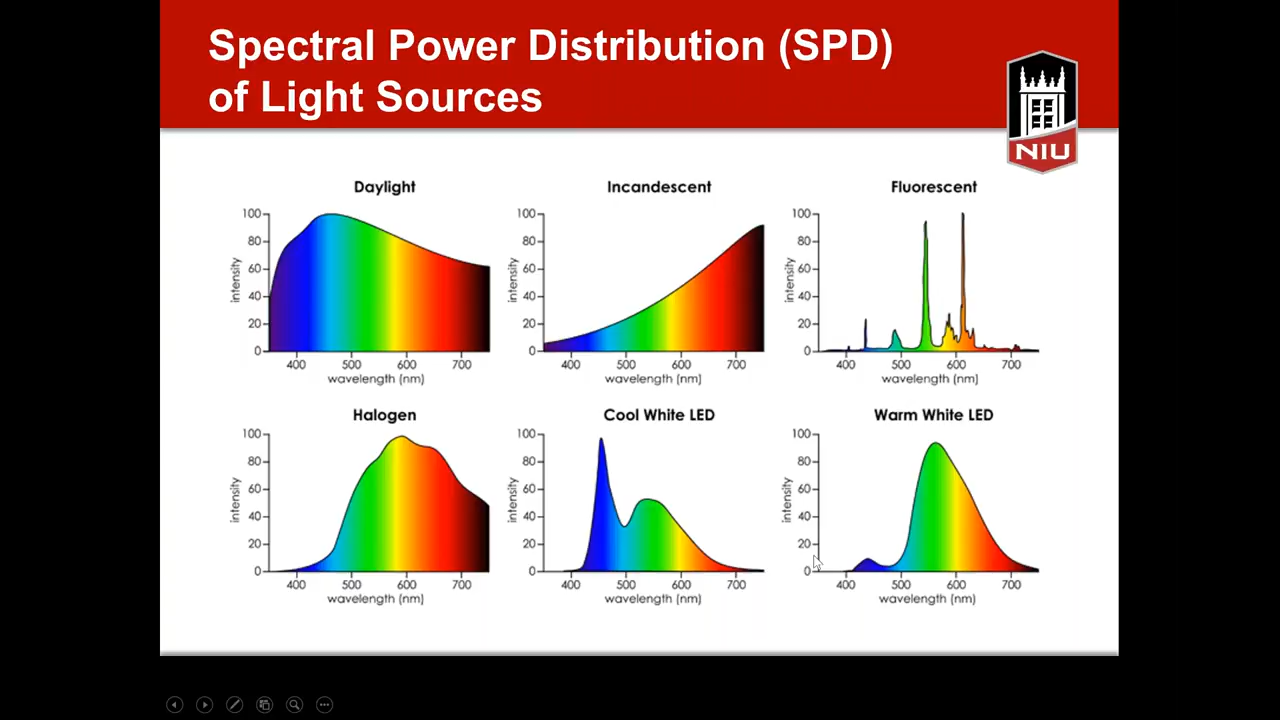 Spectral Power Distribution (SPD)
of Light Sources
NIU
Daylight
100
80
60
40
20
0
intensity
400 500 600 700
wavelength (nm)
Incandescent
100
80
60
40
20
0
intensity
400 500 600 700
wavelength (nm)
Fluorescent
100
80
60
40
20
0
intensity
400 500 600 700
wavelength (nm)
Halogen
100
80
60
40
20
0
intensity
400 500 600 700
wavelength (nm)
Cool White LED
100
80
60
40
20
0
intensity
400 500 600 700
wavelength (nm)
Warm White LED
100
80
60
40
20
0
intensity
400 500 600 700
wavelength (nm)